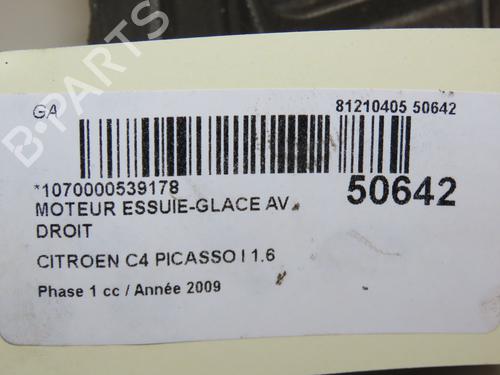 GA
81210405 50642
*1070000539178
50642
MOTEUR ESSUIE-GLACE AV
DROIT
CITROEN C4 PICASSO I 1.6
Phase 1 cc / Année 2009
B-PARTS